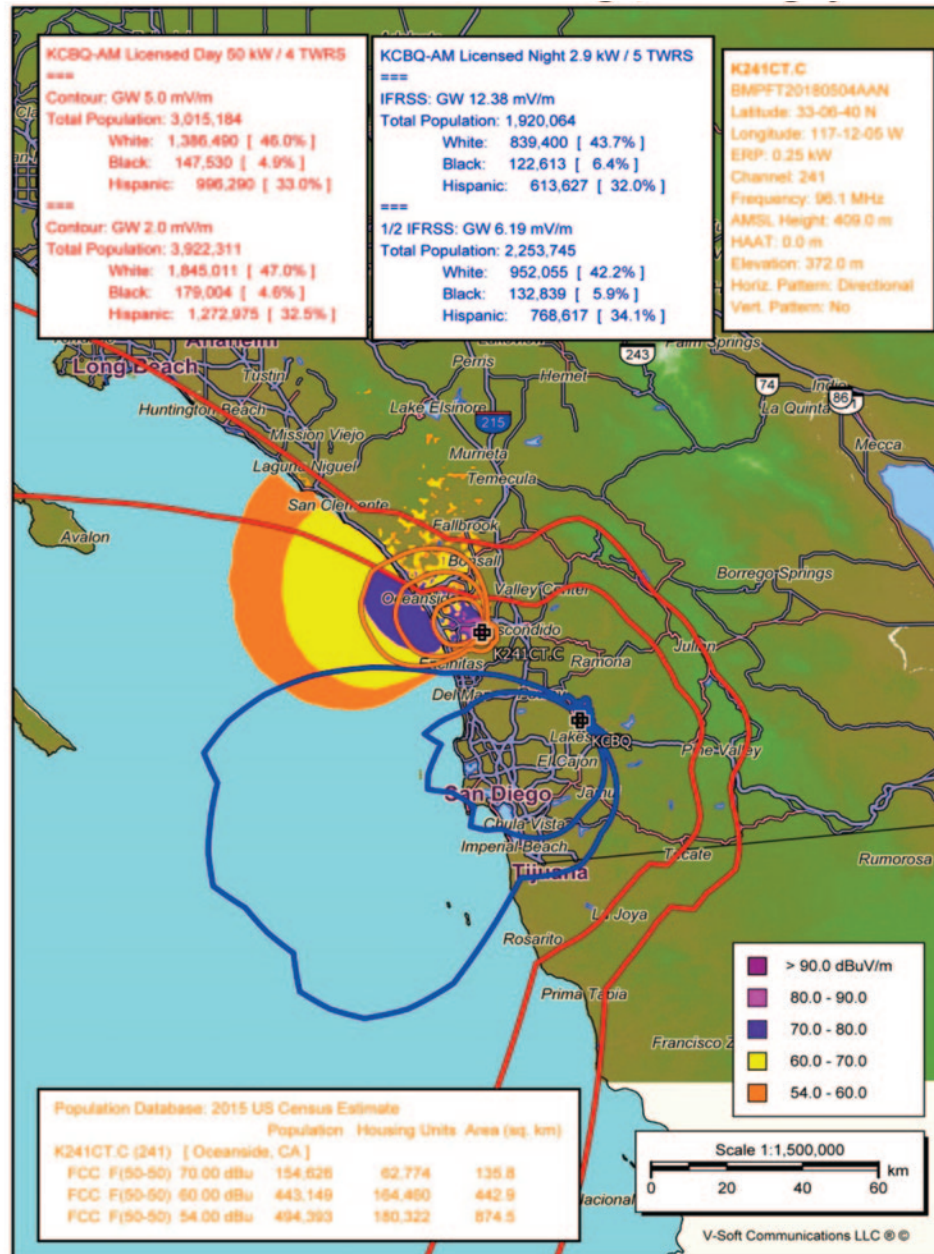 KCBQ-AM Licensed Day 50 kW / 4 TWRS
===
Contour: GW 5.0 mV/m
Total Population: 3,015,184
White: 1,386,490 [ 46.0% ]
Black: 147,530 [ 4.9% ]
Hispanic: 996,290 [ 33.0% ]
===
Contour: GW 2.0 mV/m
Total Population: 3,922,311
White: 1,845,011 [ 47.0% ]
Black: 179,004 [ 4.6% ]
Hispanic: 1,272,975 [ 32.5% ]
KCBQ-AM Licensed Night 2.9 kW / 5 TWRS
===
IFRSS: GW 12.38 mV/m
Total Population: 1,920,064
White: 839,400 [ 43.7% ]
Black: 122,613 [ 6.4% ]
Hispanic: 613,627 [ 32.0% ]
===
1/2 IFRSS: GW 6.19 mV/m
Total Population: 2,253,745
White: 952,055 [ 42.2% ]
Black: 132,839 [ 5.9% ]
Hispanic: 768,617 [ 34.1% ]
K241CT.C
BMPFT20180504AAN
Latitude: 33-06-40 N
Longitude: 117-12-05 W
ERP: 0.25 kW
Channel: 241
Frequency: 96.1 MHz
AMSL Height: 409.0 m
HAAT: 0.0 m
Elevation: 372.0 m
Horiz. Pattern: Directional
Vert. Pattern: No
Anaheim
Palm Springs
243
Long Beach
Tustin
Perris
Hemet
74
Indio
86
La Quinta
Huntington Beach
Lake Elsinore
215
Mission Viejo
Murrieta
Mecca
Laguna Niguel
Temecula
San Clemente
Avalon
Fallbrook
Bonsall
Borrego Springs
Oceanside
Valley Center
Escondido
K241CT.C
Julian
Encinitas
Ramona
Del Mar
Lakes
KCBQ
Pine Valley
El Cajon
San Diego
Jamul
Chula Vista
Imperial Beach
Tecate
Rumorosa
Tijuana
La Joya
Rosarito
Prima Tapia
Francisco Z
> 90.0 dBuV/m
80.0 - 90.0
70.0 - 80.0
60.0 - 70.0
54.0 - 60.0
Population Database: 2015 US Census Estimate
Population Housing Units Area (sq. km)
K241CT.C (241) [ Oceanside, CA ]
FCC F(50-50) 70.00 dBu 154,626 62,774 135.8
FCC F(50-50) 60.00 dBu 443,149 164,460 442.9
FCC F(50-50) 54.00 dBu 494,393 180,322 874.5
Scale 1:1,500,000
km
0 20 40 60
Nacional
V-Soft Communications LLC ® ©